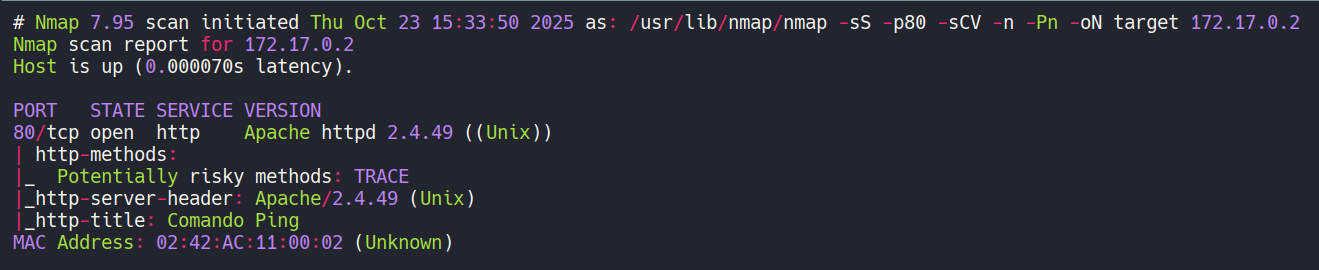 # Nmap 7.95 scan initiated Thu Oct 23 15:33:50 2025 as: /usr/lib/nmap/nmap -sS -p80 -sCV -n -Pn -oN target 172.17.0.2
Nmap scan report for 172.17.0.2
Host is up (0.000070s latency).

PORT   STATE SERVICE VERSION
80/tcp open  http    Apache httpd 2.4.49 ((Unix))
| http-methods:
|_  Potentially risky methods: TRACE
|_http-server-header: Apache/2.4.49 (Unix)
|_http-title: Comando Ping
MAC Address: 02:42:AC:11:00:02 (Unknown)